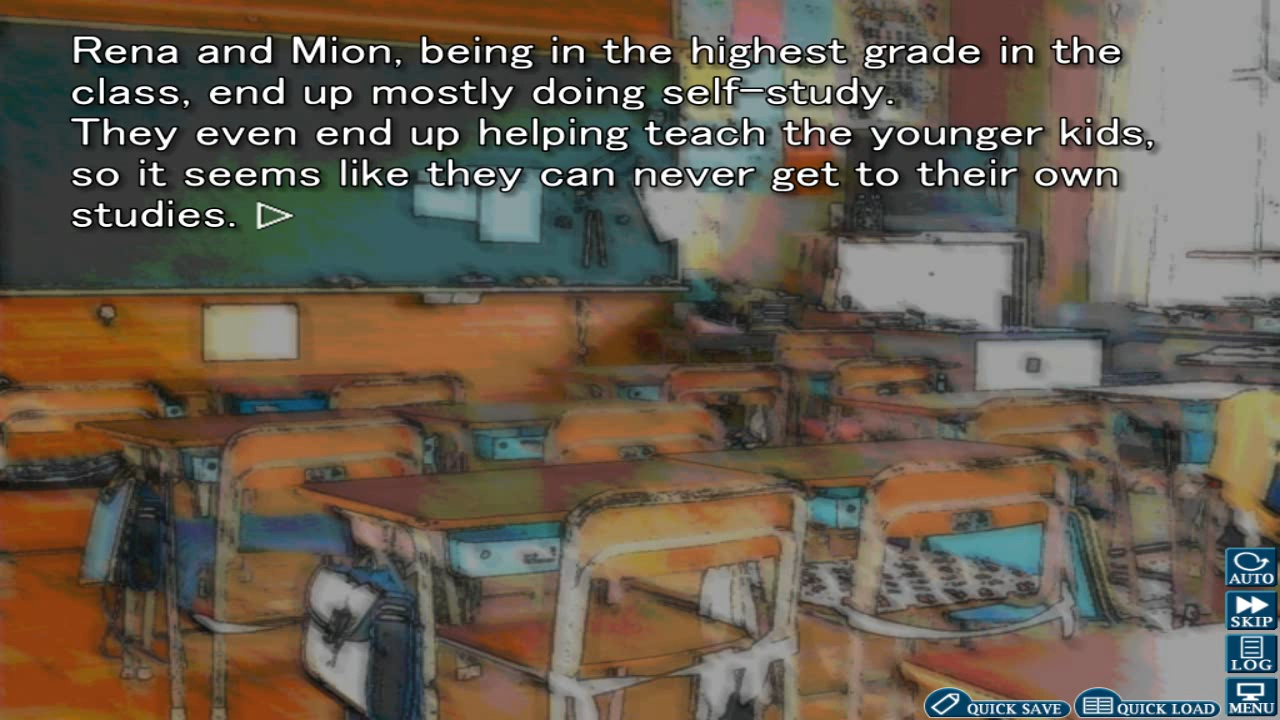 Rena and Mion, being in the highest grade in the
class, end up mostly doing self-study.
They even end up helping teach the younger kids,
so it seems like they can never get to their own
studies.
AUTO
SKIP
LOG
MENU
QUICK SAVE
QUICK LOAD